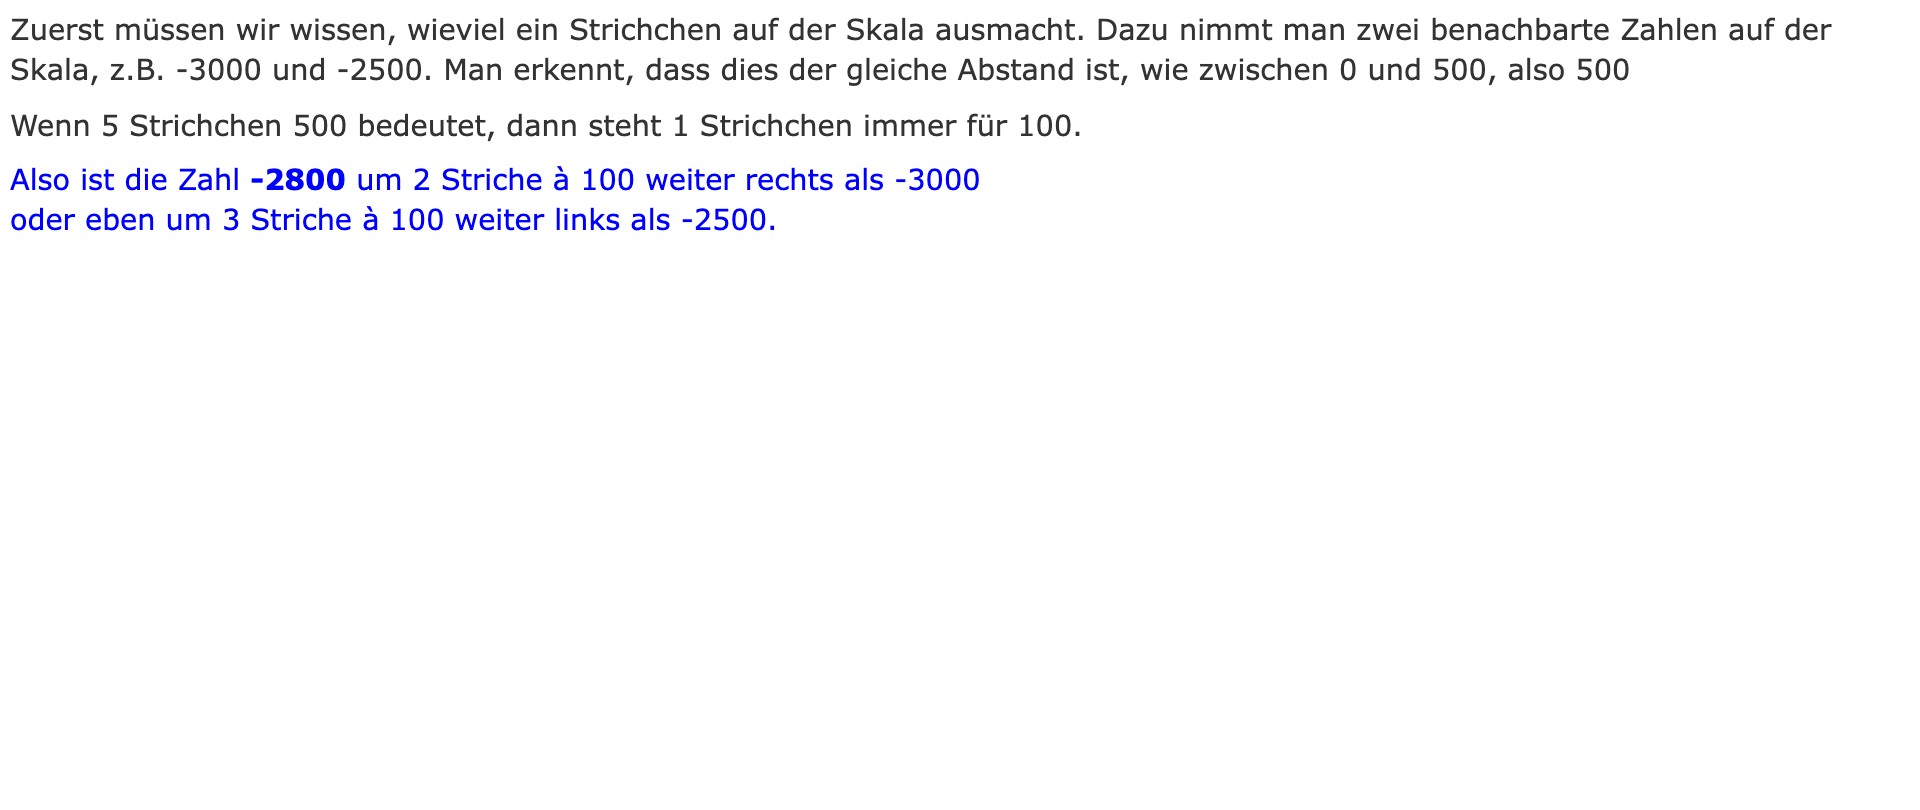 Zuerst müssen wir wissen, wieviel ein Strichchen auf der Skala ausmacht. Dazu nimmt man zwei benachbarte Zahlen auf der
Skala, z.B. -3000 und -2500. Man erkennt, dass dies der gleiche Abstand ist, wie zwischen 0 und 500, also 500
Wenn 5 Strichchen 500 bedeutet, dann steht 1 Strichchen immer für 100.
Also ist die Zahl -2800 um 2 Striche à 100 weiter rechts als -3000
oder eben um 3 Striche à 100 weiter links als -2500.